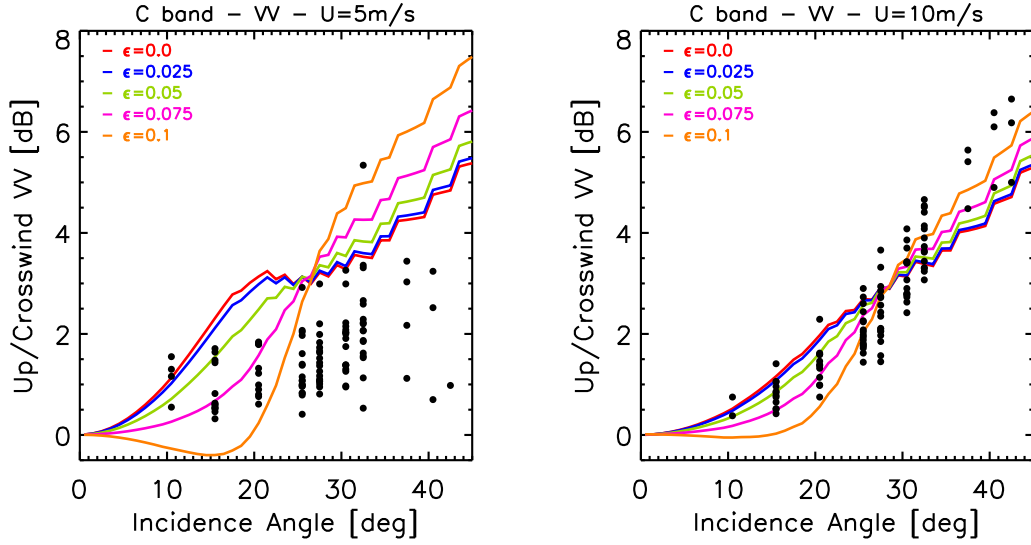 C band - VV - U=5m/s
8
6
4
2
0
0 10 20 30 40
Up/Crosswind VV [dB]
Incidence Angle [deg]
ϵ=0.0
ϵ=0.025
ϵ=0.05
ϵ=0.075
ϵ=0.1
C band - VV - U=10m/s
8
6
4
2
0
0 10 20 30 40
Up/Crosswind VV [dB]
Incidence Angle [deg]
ϵ=0.0
ϵ=0.025
ϵ=0.05
ϵ=0.075
ϵ=0.1